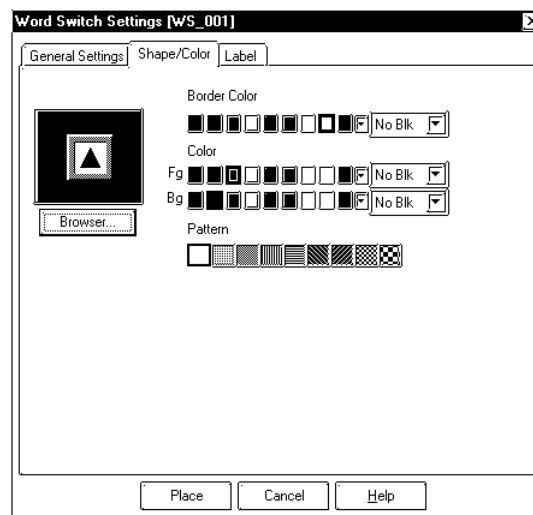 Word Switch Settings [WS_001]
General Settings Shape/Color Label
Border Color
No Blk
Color
Fg No Blk
Bg No Blk
Browser...
Pattern
Place Cancel Help